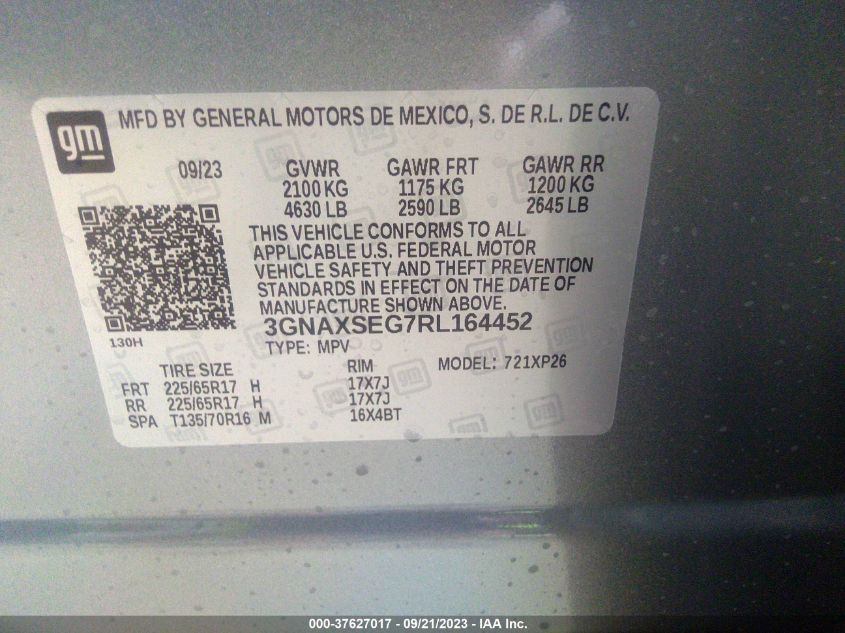 gm MFD BY GENERAL MOTORS DE MEXICO, S. DE R.L. DE C.V.
09/23 GVWR GAWR FRT GAWR RR
2100 KG 1175 KG 1200 KG
4630 LB 2590 LB 2645 LB
THIS VEHICLE CONFORMS TO ALL
APPLICABLE U.S. FEDERAL MOTOR
VEHICLE SAFETY AND THEFT PREVENTION
STANDARDS IN EFFECT ON THE DATE OF
MANUFACTURE SHOWN ABOVE.
3GNAXSEG7RL164452
130H
TYPE: MPV MODEL: 721XP26
TIRE SIZE RIM
FRT 225/65R17 H 17X7J
RR 225/65R17 H 17X7J
SPA T135/70R16 M 16X4BT
000-37627017 - 09/21/2023 - IAA Inc.